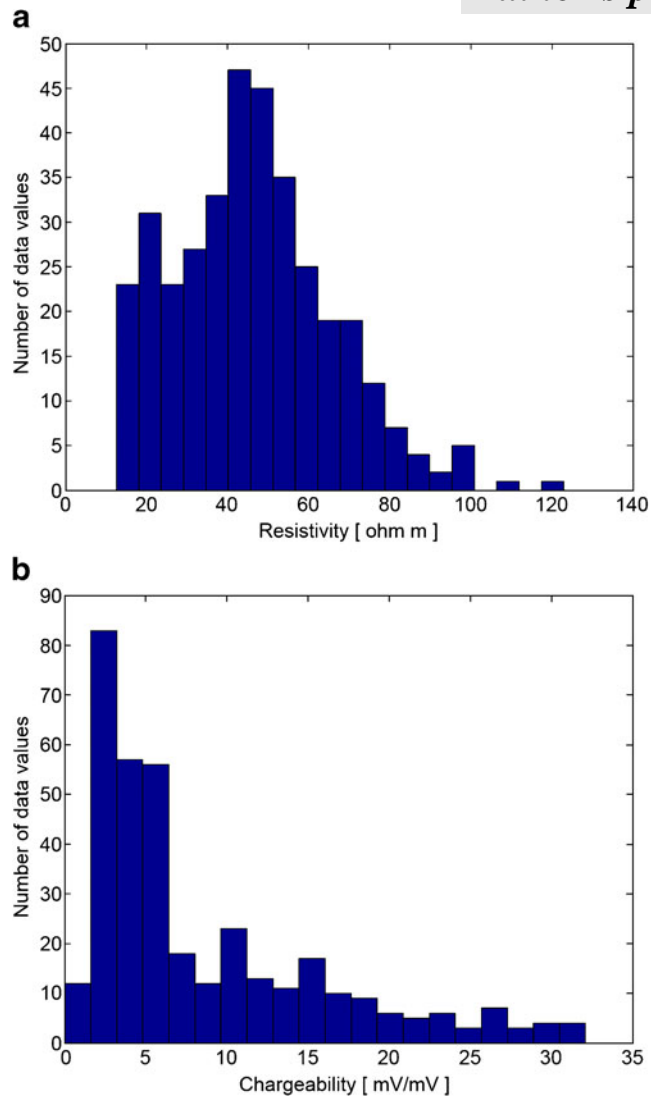 a
50
45
40
35
30
25
20
15
10
5
0
Number of data values
0 20 40 60 80 100 120 140
Resistivity [ ohm m ]
b
90
80
70
60
50
40
30
20
10
0
Number of data values
0 5 10 15 20 25 30 35
Chargeability [ mV/mV ]